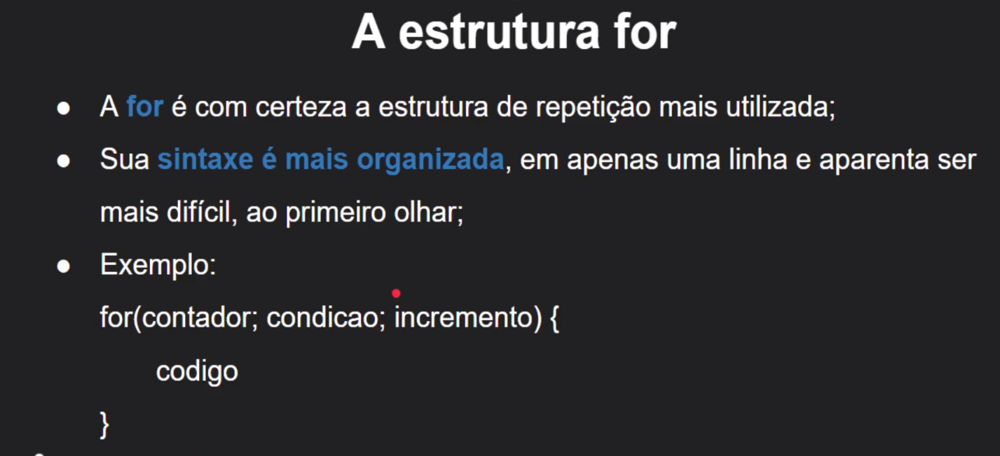 A estrutura for
● A for é com certeza a estrutura de repetição mais utilizada;
● Sua sintaxe é mais organizada, em apenas uma linha e aparenta ser
mais difícil, ao primeiro olhar;
● Exemplo:
for(contador; condicao; incremento) {
codigo
}